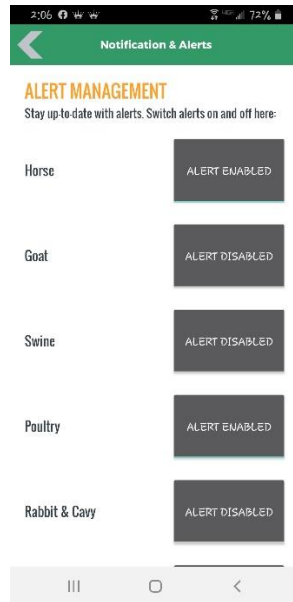 2:06 72%
Notification & Alerts
ALERT MANAGEMENT
Stay up-to-date with alerts. Switch alerts on and off here:
Horse ALERT ENABLED
Goat ALERT DISABLED
Swine ALERT DISABLED
Poultry ALERT ENABLED
Rabbit & Cavy ALERT DISABLED